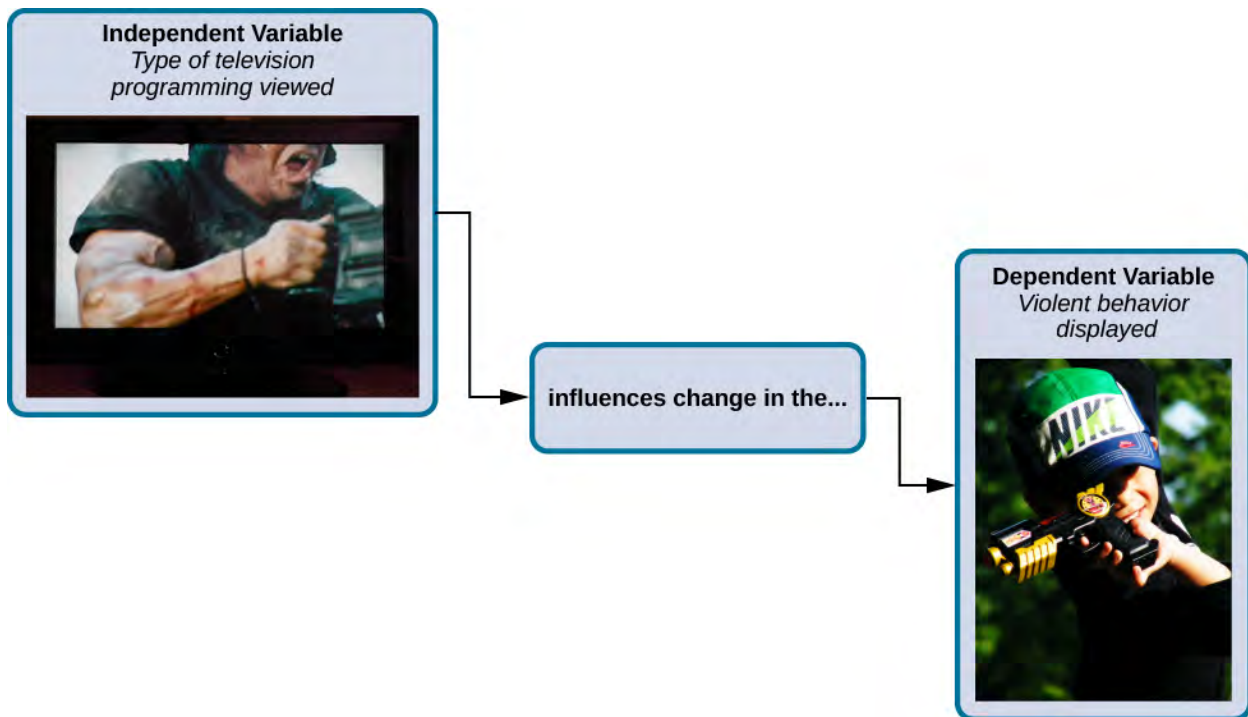 Independent Variable
Type of television
programming viewed
influences change in the...
Dependent Variable
Violent behavior
displayed
NIKE